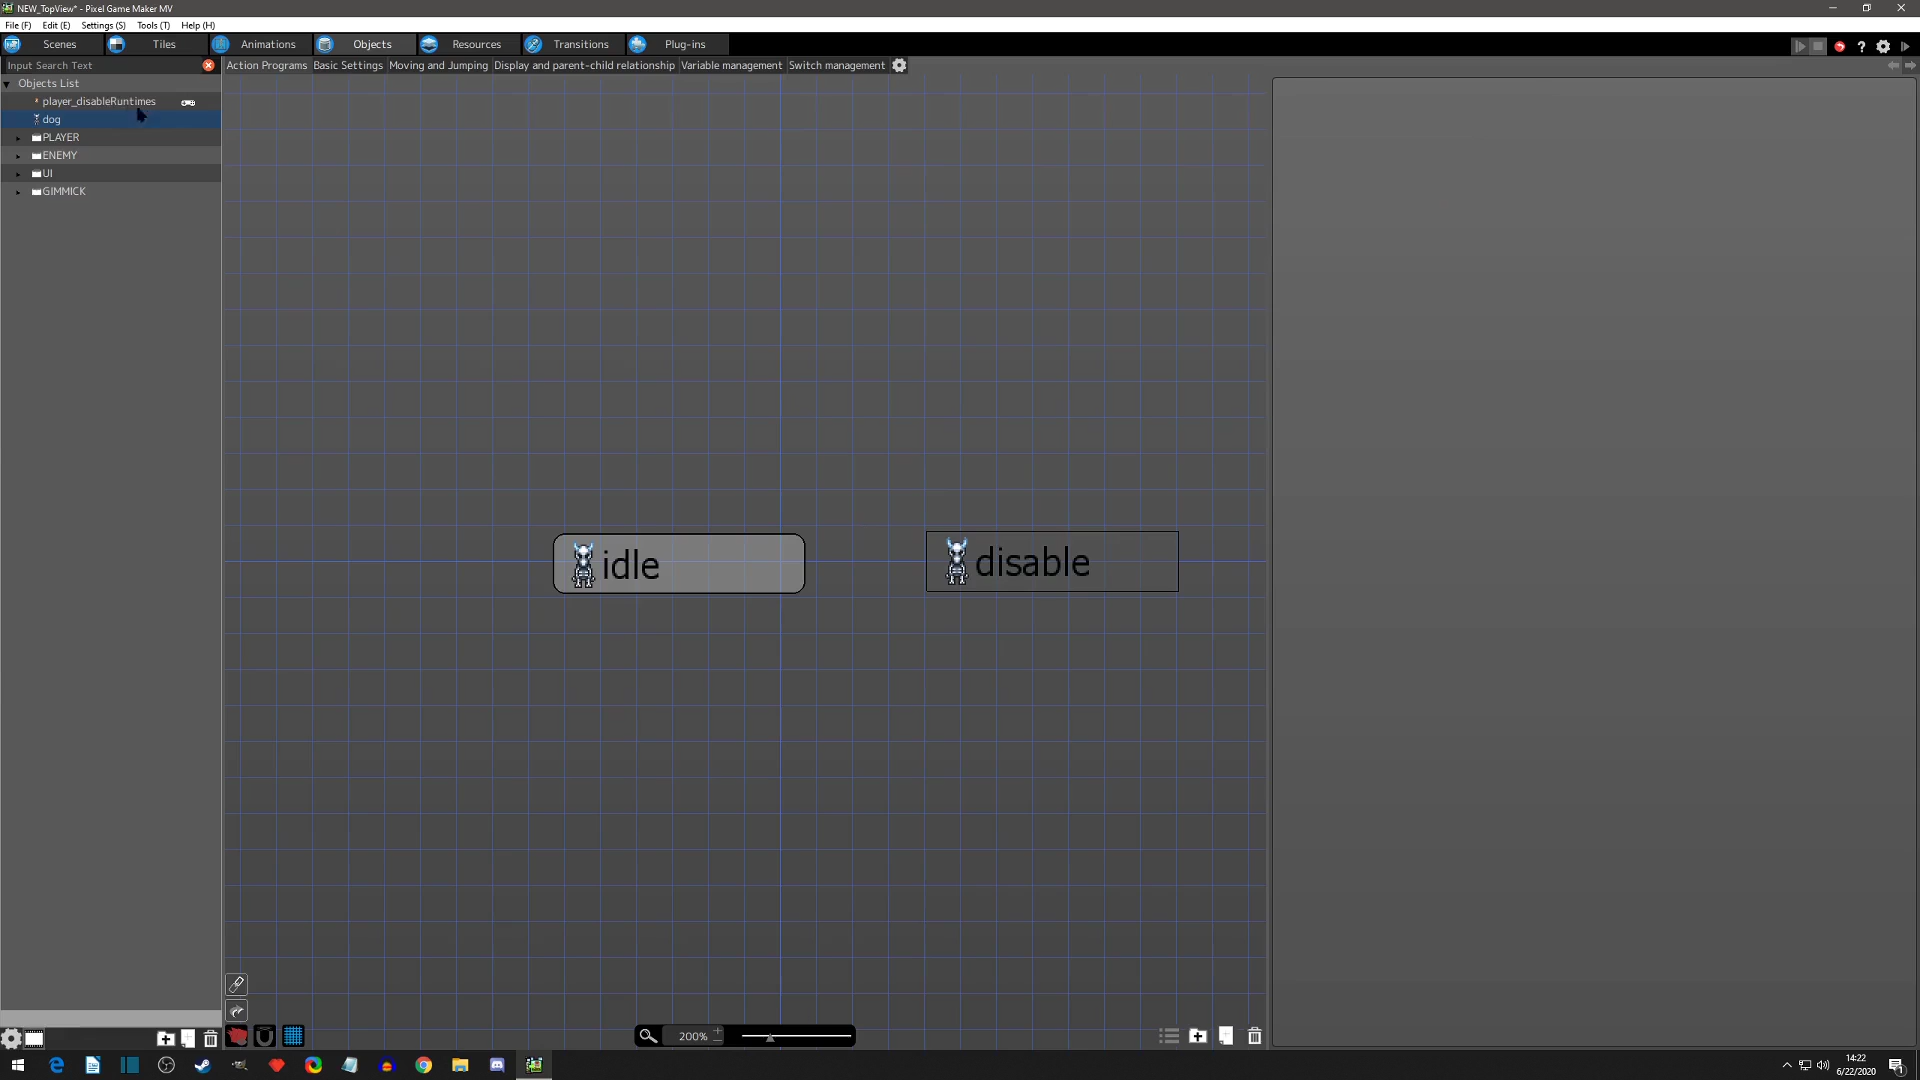 NEW_TopView* - Pixel Game Maker MV
File (F) Edit (E) Settings (S) Tools (T) Help (H)
Scenes Tiles Animations Objects Resources Transitions Plug-ins
Input Search Text
Action Programs Basic Settings Moving and Jumping Display and parent-child relationship Variable management Switch management
Objects List
player_disableRuntimes
dog
PLAYER
ENEMY
UI
GIMMICK
idle
disable
200%
14:22
6/22/2020